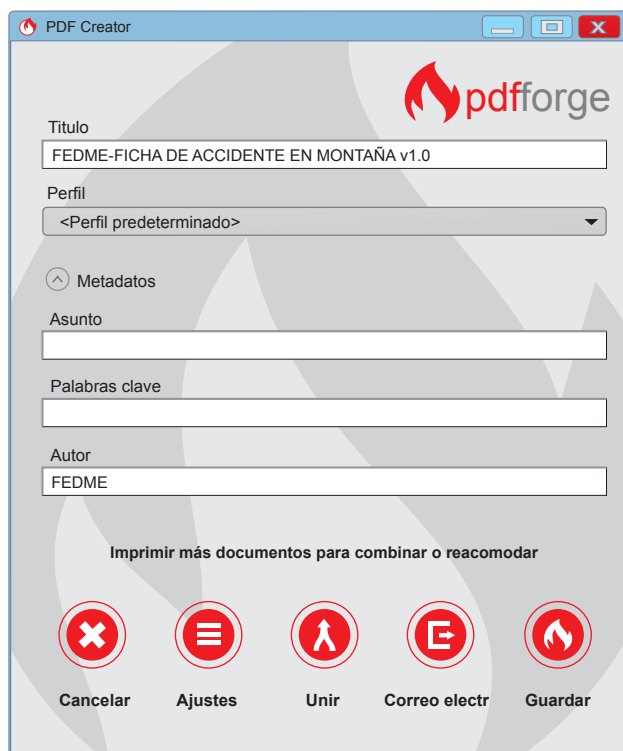 PDF Creator
pdfforge
Titulo
FEDME-FICHA DE ACCIDENTE EN MONTAÑA v1.0
Perfil
<Perfil predeterminado>
Metadatos
Asunto
Palabras clave
Autor
FEDME
Imprimir más documentos para combinar o reacomodar
Cancelar Ajustes Unir Correo electr Guardar